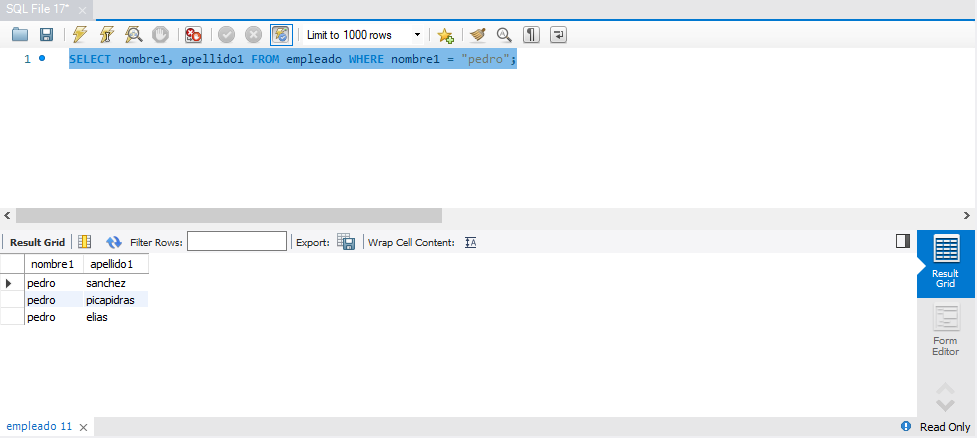 SQL File 17*
Limit to 1000 rows
1 SELECT nombre1, apellido1 FROM empleado WHERE nombre1 = "pedro";
Result Grid Filter Rows: Export: Wrap Cell Content:
nombre1 apellido1
pedro sanchez
pedro picapidras
pedro elias
Result
Grid
Form
Editor
empleado 11
Read Only